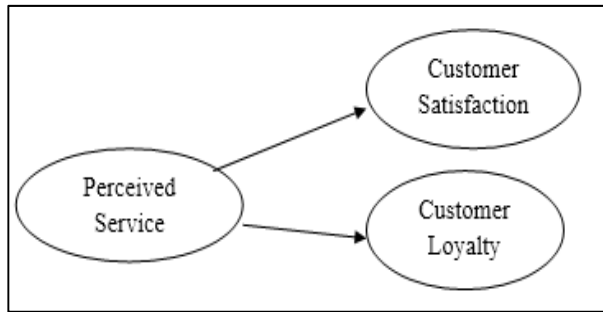 Customer
Satisfaction
Perceived
Service
Customer
Loyalty